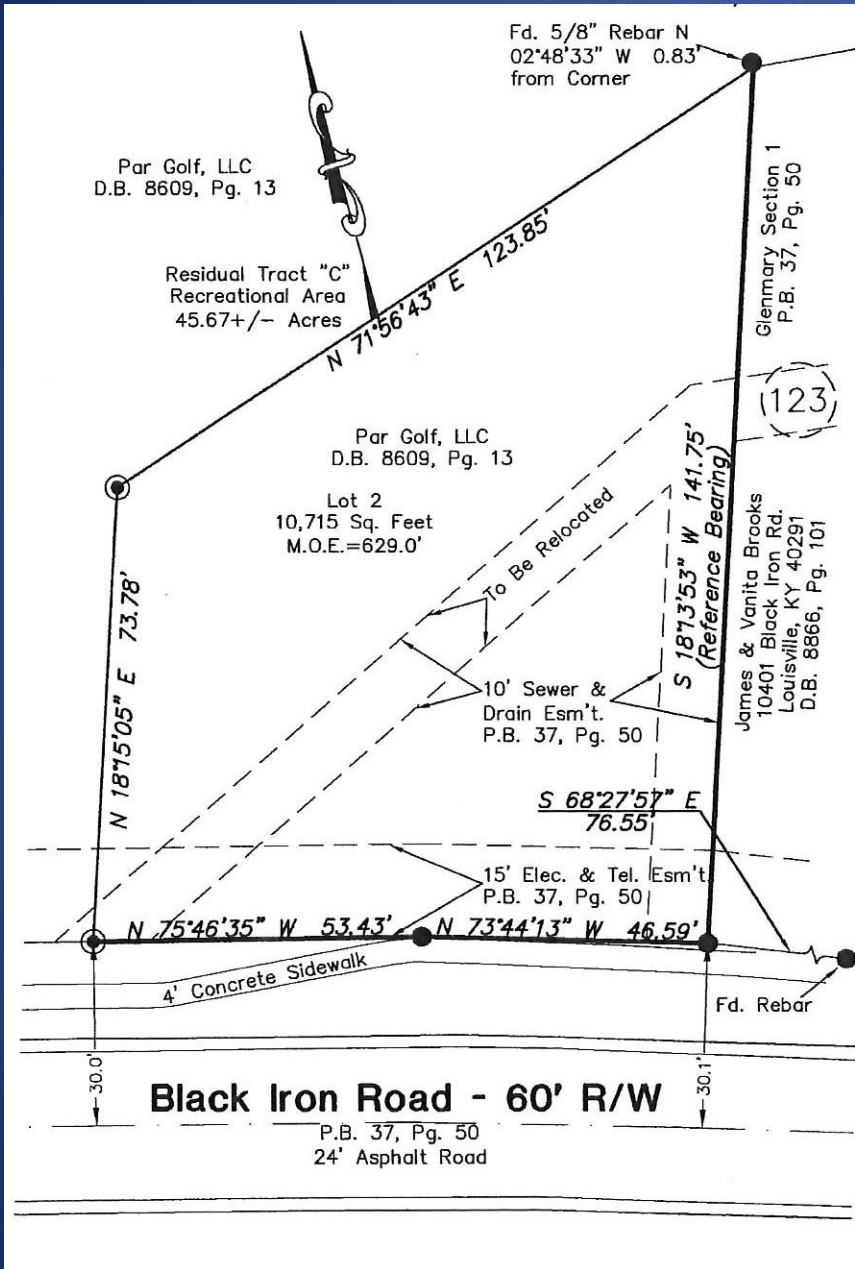 Fd. 5/8" Rebar N
02°48'33" W 0.83'
from Corner
Par Golf, LLC
D.B. 8609, Pg. 13
Residual Tract "C"
Recreational Area
45.67+/- Acres
N 71°56'43" E 123.85'
Glenmary Section 1
P.B. 37, Pg. 50
(123)
Par Golf, LLC
D.B. 8609, Pg. 13
Lot 2
10,715 Sq. Feet
M.O.E.=629.0'
To Be Relocated
S 18°13'53" W 141.75'
(Reference Bearing)
James & Vanita Brooks
10401 Black Iron Rd.
Louisville, KY 40291
D.B. 8866, Pg. 101
N 18°15'05" E 73.78'
10' Sewer &
Drain Esm't.
P.B. 37, Pg. 50
S 68°27'57" E
76.55'
15' Elec. & Tel. Esm't.
P.B. 37, Pg. 50
N 75°46'35" W 53.43'
N 73°44'13" W 46.59'
4' Concrete Sidewalk
Fd. Rebar
30.0'
30.1'
Black Iron Road - 60' R/W
P.B. 37, Pg. 50
24' Asphalt Road